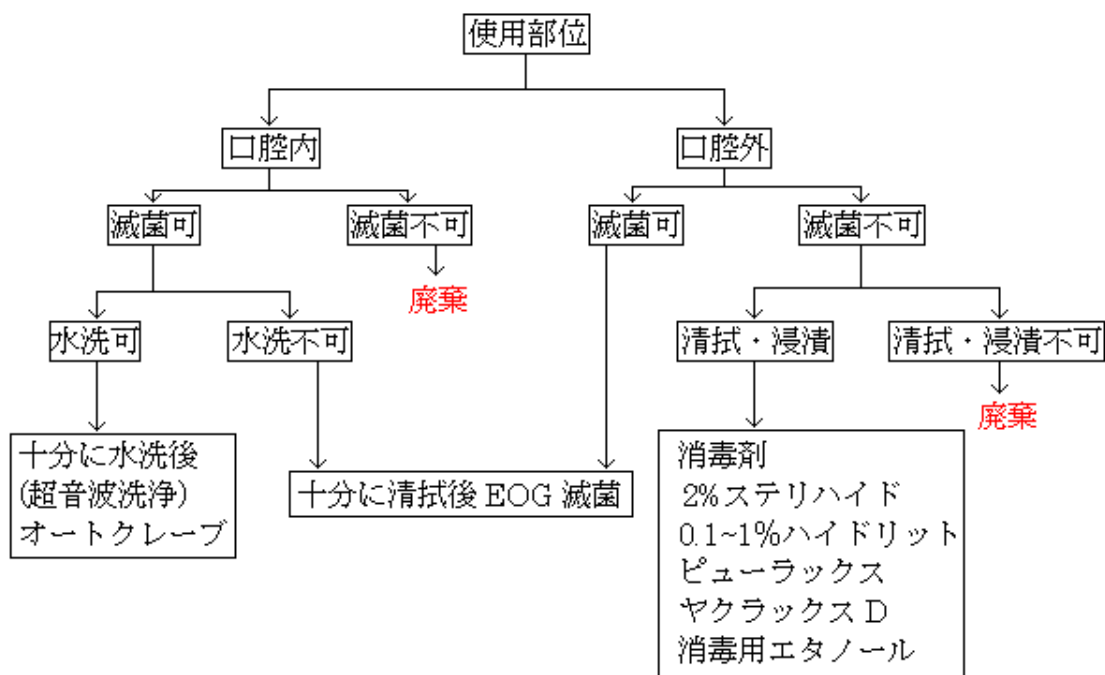 使用部位
口腔内
口腔外
滅菌可
滅菌不可
滅菌可
滅菌不可
廃棄
水洗可
水洗不可
清拭・浸漬
清拭・浸漬不可
廃棄
十分に水洗後
(超音波洗浄)
オートクレーブ
十分に清拭後 EOG 滅菌
消毒剤
2%ステリハイド
0.1~1%ハイドリット
ピューラックス
ヤクラックス D
消毒用エタノール